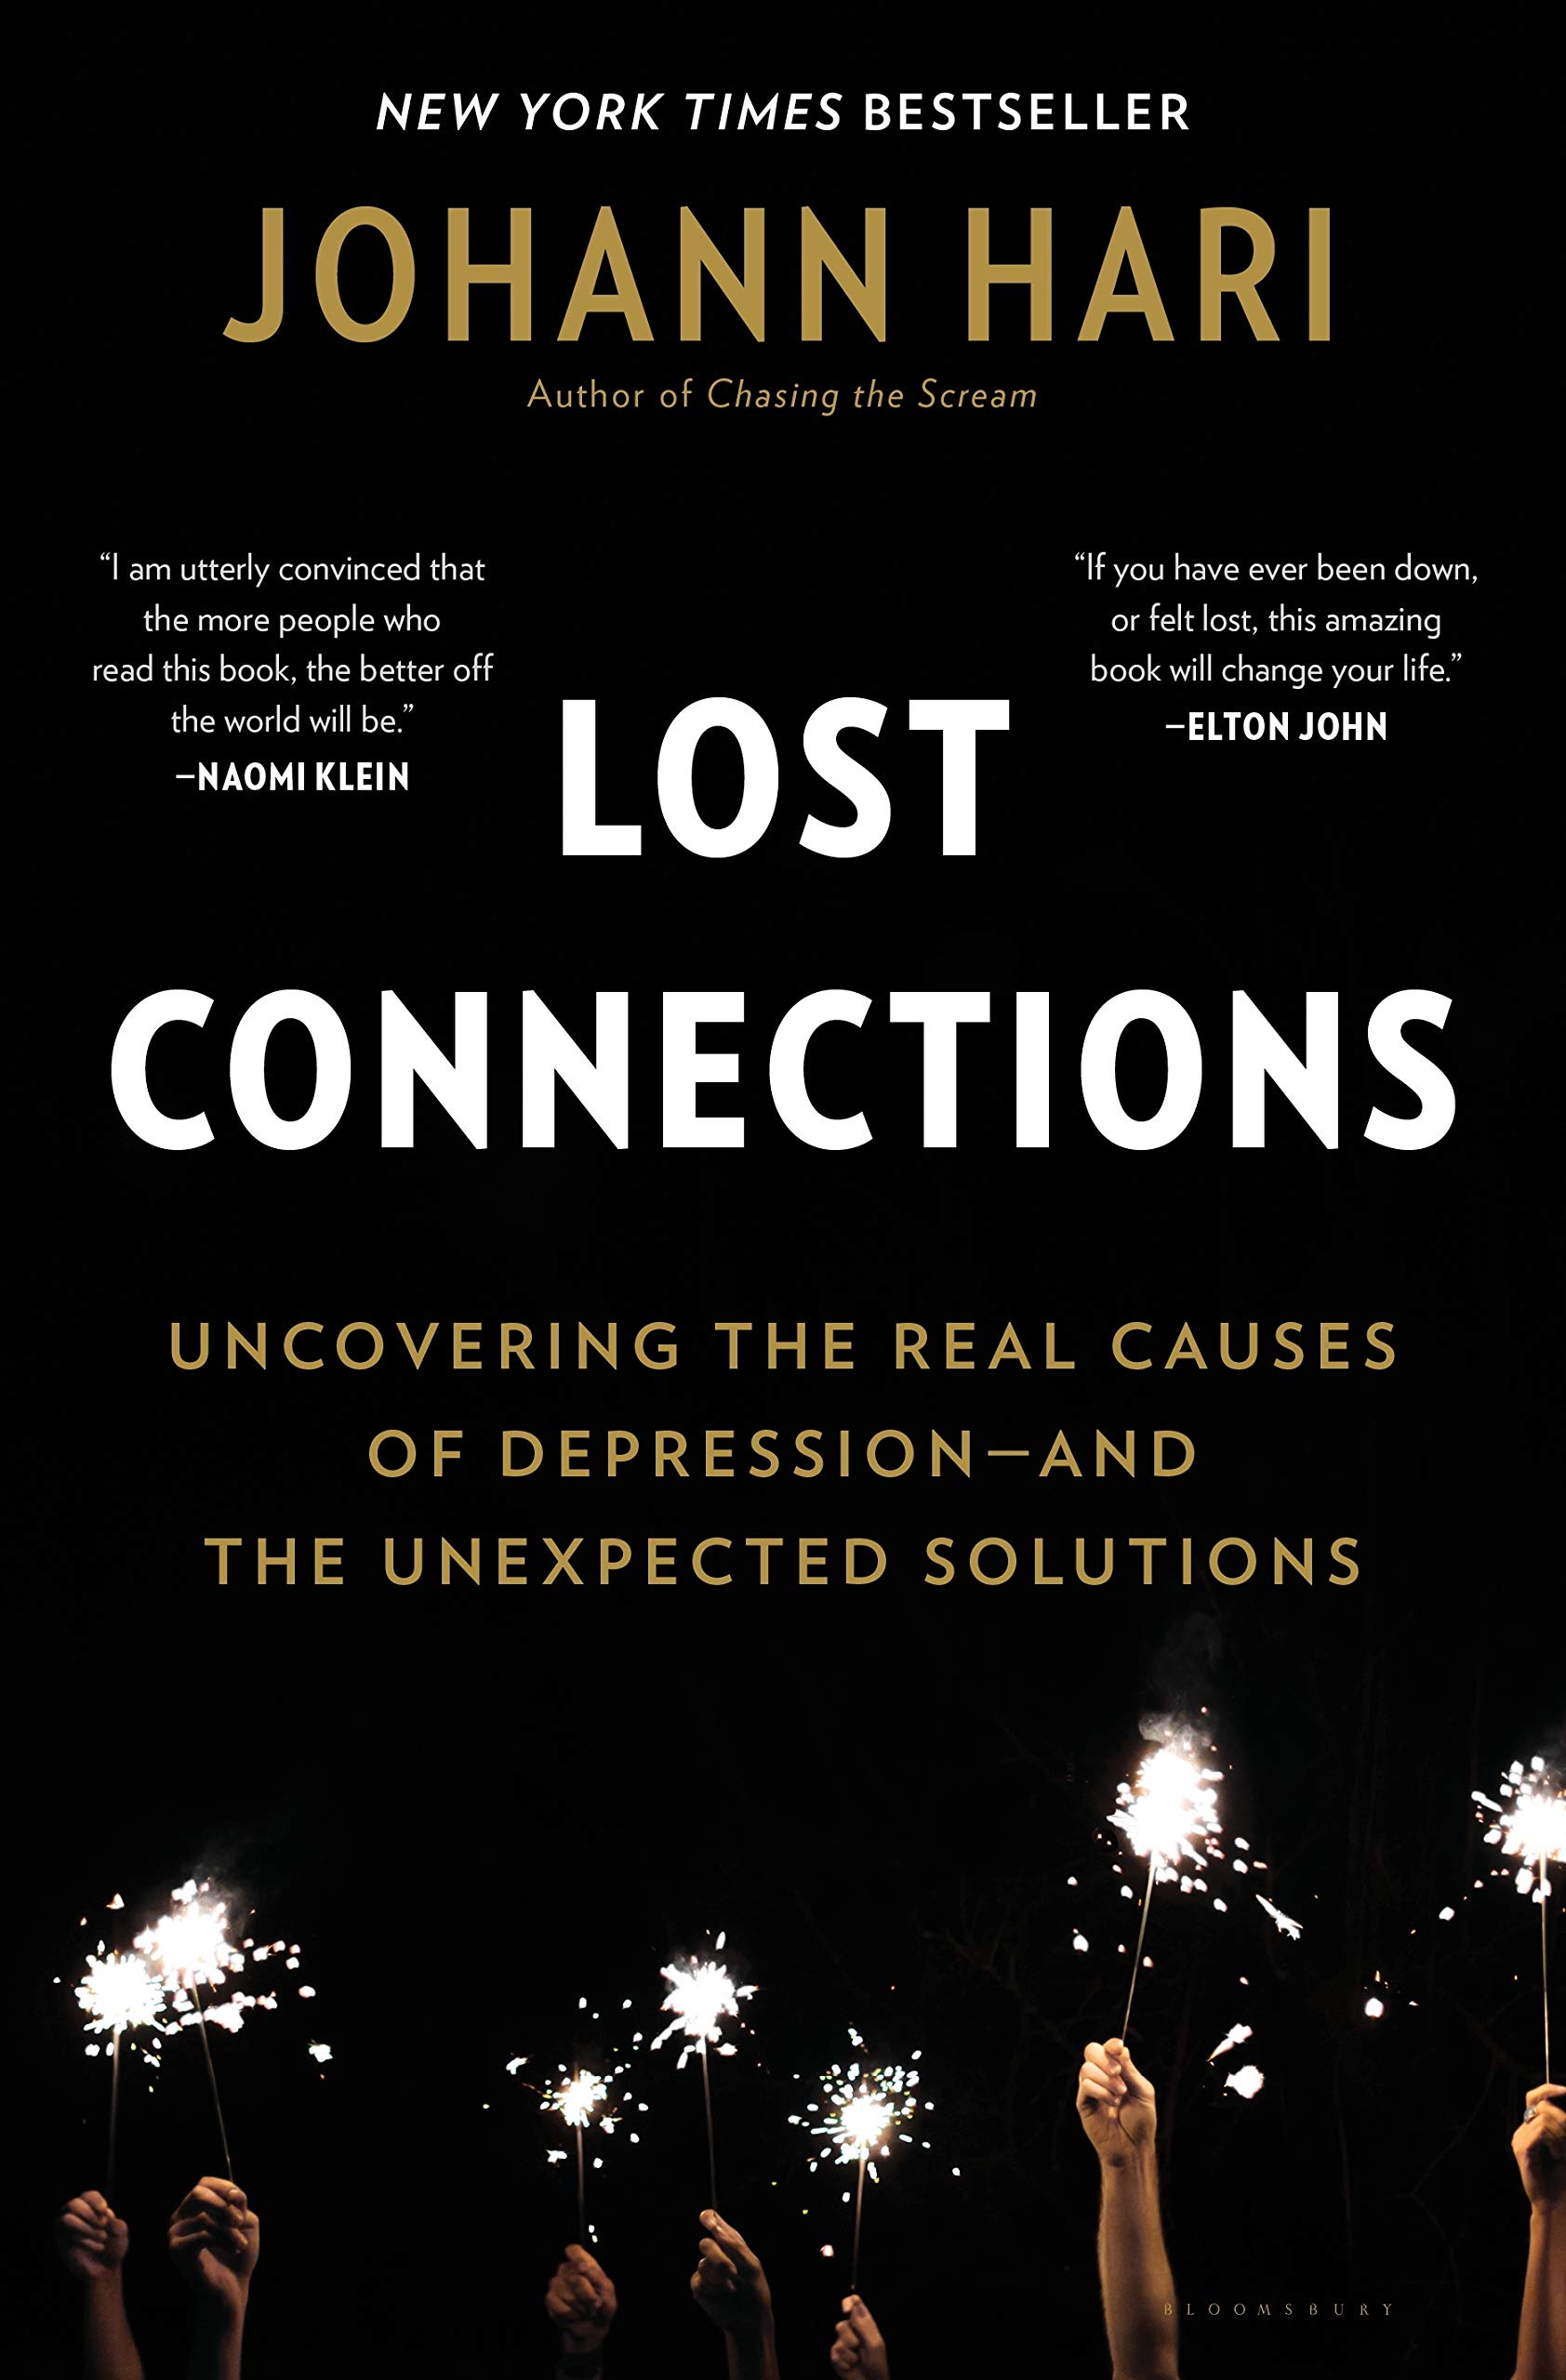 NEW YORK TIMES BESTSELLER
JOHANN HARI
Author of Chasing the Scream
“I am utterly convinced that
the more people who
read this book, the better off
the world will be.”
–NAOMI KLEIN
“If you have ever been down,
or felt lost, this amazing
book will change your life.”
–ELTON JOHN
LOST
CONNECTIONS
UNCOVERING THE REAL CAUSES
OF DEPRESSION—AND
THE UNEXPECTED SOLUTIONS
BLOOMSBURY